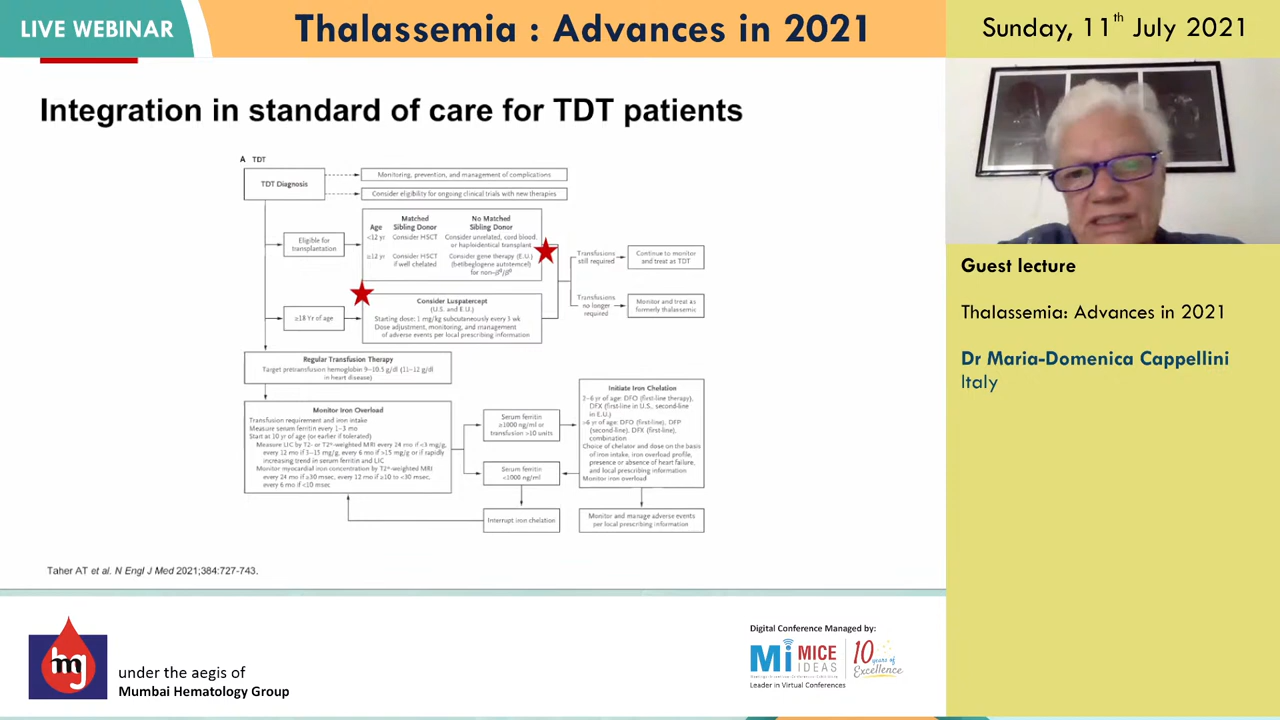 LIVE WEBINAR
Thalassemia : Advances in 2021
Sunday, 11th July 2021
Integration in standard of care for TDT patients
A TDT
TDT Diagnosis
Monitoring, prevention, and management of complications
Consider eligibility for ongoing clinical trials with new therapies
Eligible for
transplantation
Matched No Matched
Age Sibling Donor Sibling Donor
<12 yr Consider HSCT Consider unrelated, cord blood,
or haploidentical transplant
≥12 yr Consider HSCT Consider gene therapy (E.U.)
if well chelated (betibeglogene autotemcel)
for non-β⁰/β⁰
Transfusions
still required
Continue to monitor
and treat as TDT
≥18 Yr of age
Consider Luspatercept
(U.S. and E.U.)
Starting dose: 1 mg/kg subcutaneously every 3 wk
Dose adjustment, monitoring, and management
of adverse events per local prescribing information
Transfusions
no longer
required
Monitor and treat as
formerly thalassemic
Regular Transfusion Therapy
Target pretransfusion hemoglobin 9–10.5 g/dl (11–12 g/dl
in heart disease)
Monitor Iron Overload
Transfusion requirement and iron intake
Measure serum ferritin every 1–3 mo
Start at 10 yr of age (or earlier if tolerated)
Measure LIC by T2- or T2*-weighted MRI every 24 mo if <3 mg/g,
every 12 mo if 3–15 mg/g, every 6 mo if >15 mg/g or if rapidly
increasing trend in serum ferritin and LIC
Monitor myocardial iron concentration by T2*-weighted MRI
every 24 mo if ≥30 msec, every 12 mo if ≥10 to <30 msec,
every 6 mo if <10 msec
Serum ferritin
≥1000 ng/ml or
transfusion >10 units
Serum ferritin
<1000 ng/ml
Interrupt iron chelation
Initiate Iron Chelation
2–6 yr of age: DFO (first-line therapy),
DFX (first-line in U.S., second-line
in E.U.)
>6 yr of age: DFO (first-line), DFP
(second-line), DFX (first-line),
combination
Choice of chelator and dose on the basis
of iron intake, iron overload profile,
presence or absence of heart failure,
and local prescribing information
Monitor iron overload
Monitor and manage adverse events
per local prescribing information
Taher AT et al. N Engl J Med 2021;384:727-743.
Guest lecture
Thalassemia: Advances in 2021
Dr Maria-Domenica Cappellini
Italy
under the aegis of
Mumbai Hematology Group
Digital Conference Managed by:
Mi MICE
IDEAS
10 years of
Excellence
Leader in Virtual Conferences